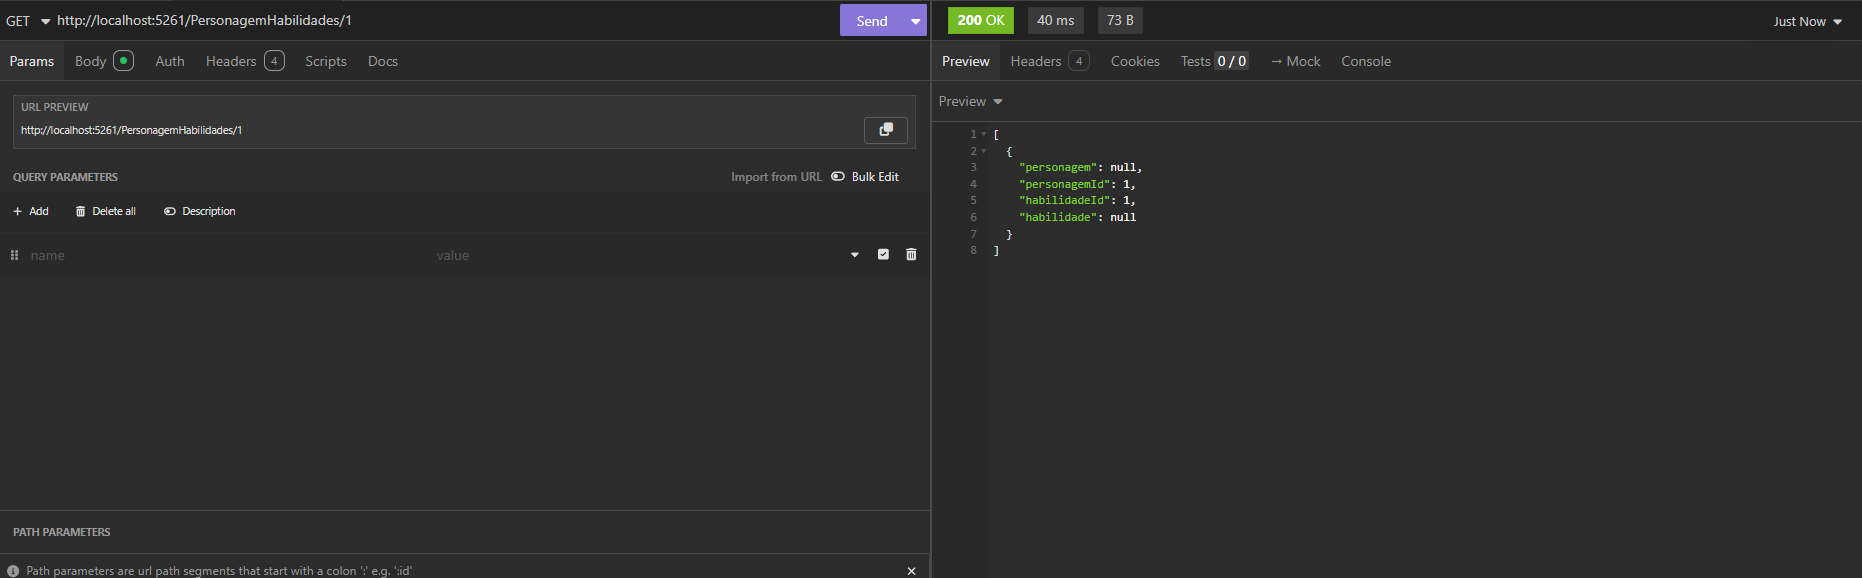 GET http://localhost:5261/PersonagemHabilidades/1 Send
Params Body Auth Headers 4 Scripts Docs
URL PREVIEW
http://localhost:5261/PersonagemHabilidades/1
QUERY PARAMETERS Import from URL Bulk Edit
+ Add Delete all Description
name value
PATH PARAMETERS
Path parameters are url path segments that start with a colon ':' e.g. ':id'
200 OK 40 ms 73 B Just Now
Preview Headers 4 Cookies Tests 0 / 0 → Mock Console
Preview
1 [
2 {
3 "personagem": null,
4 "personagemId": 1,
5 "habilidadeId": 1,
6 "habilidade": null
7 }
8 ]